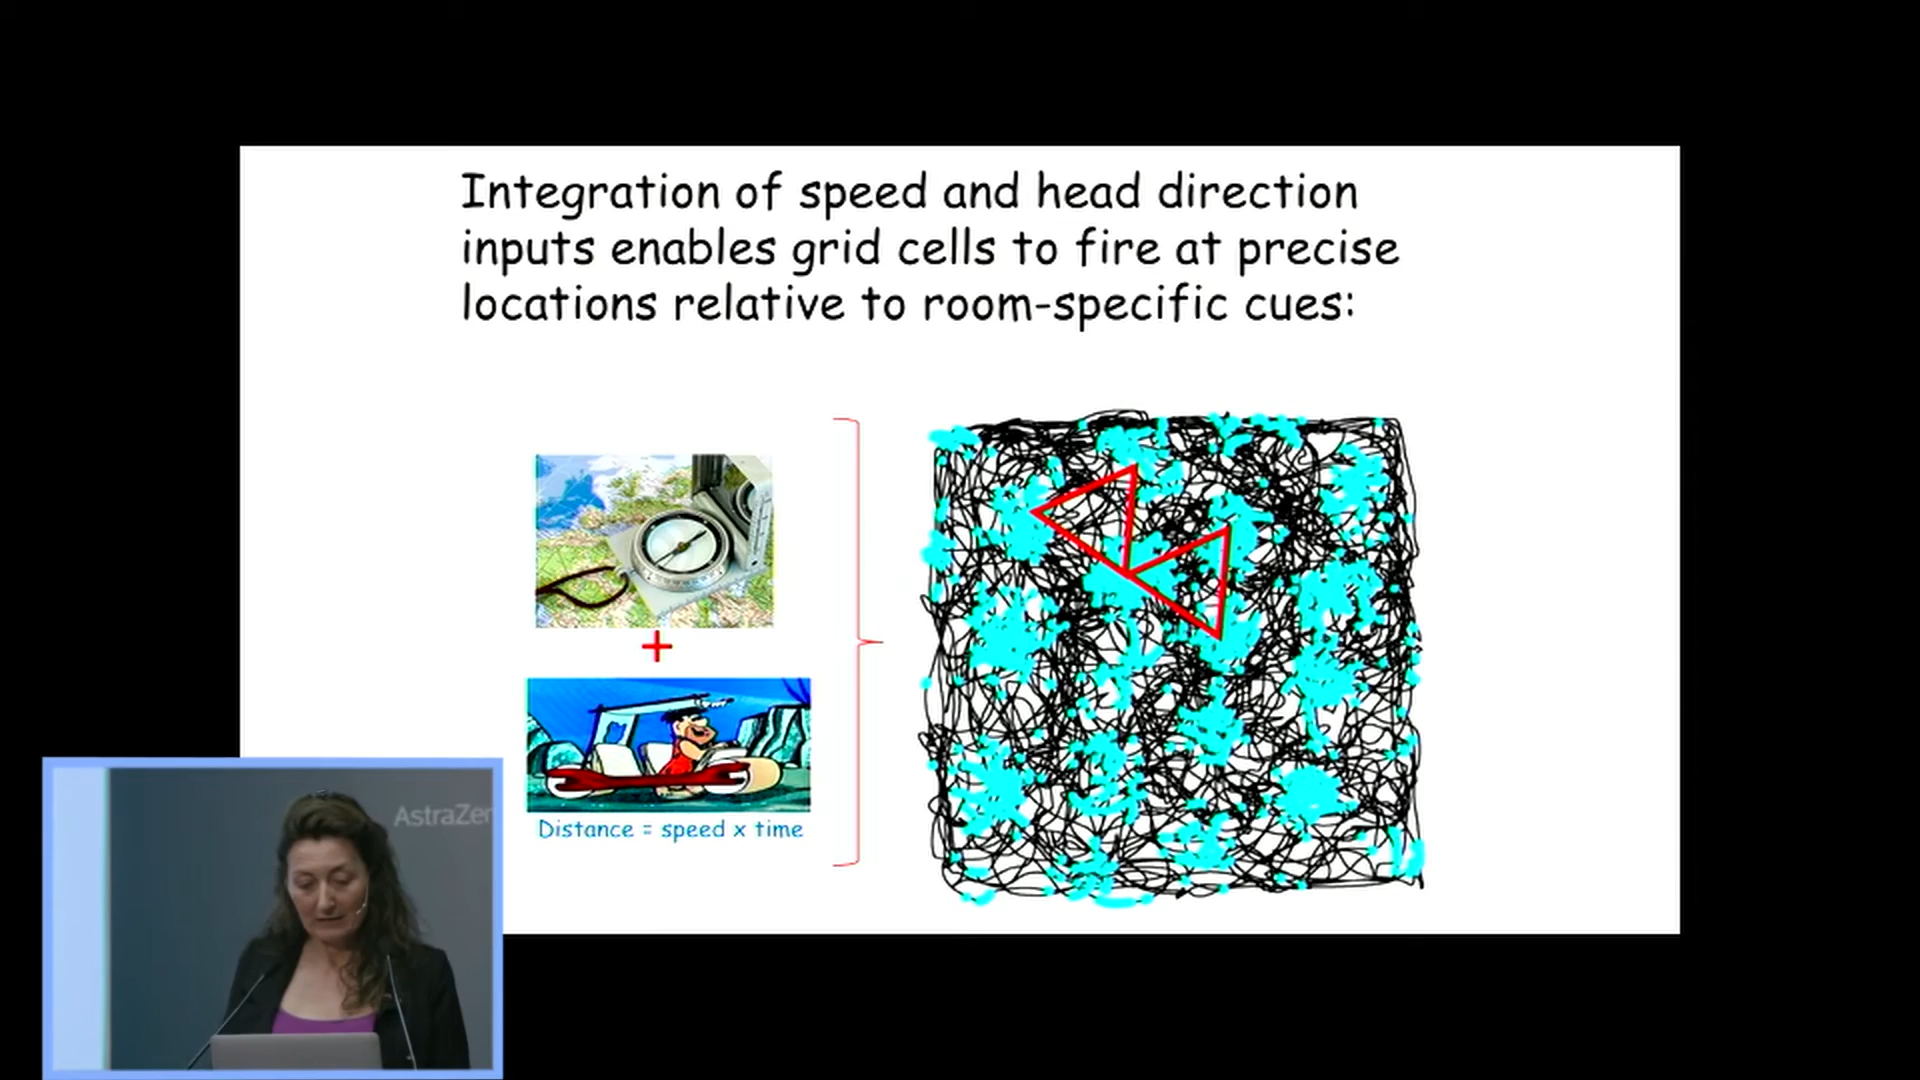 Integration of speed and head direction
inputs enables grid cells to fire at precise
locations relative to room-specific cues:
+
Distance = speed x time
AstraZen